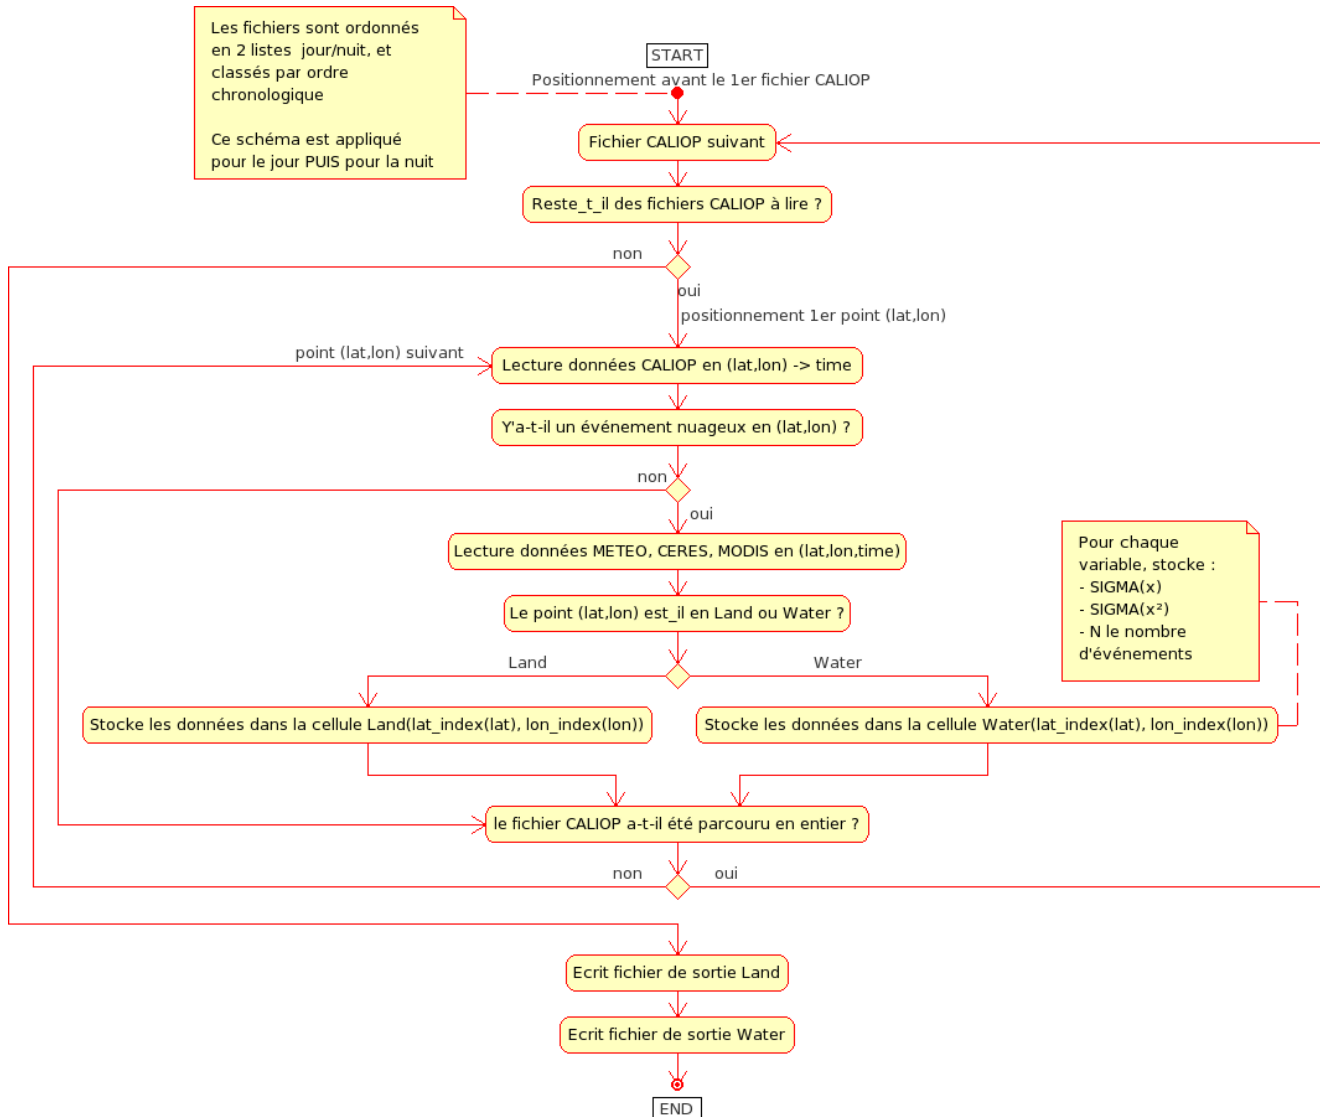 Les fichiers sont ordonnés
en 2 listes  jour/nuit, et
classés par ordre
chronologique
Ce schéma est appliqué
pour le jour PUIS pour la nuit
START
Positionnement avant le 1er fichier CALIOP
Fichier CALIOP suivant
Reste_t_il des fichiers CALIOP à lire ?
non
oui
positionnement 1er point (lat,lon)
point (lat,lon) suivant
Lecture données CALIOP en (lat,lon) -> time
Y'a-t-il un événement nuageux en (lat,lon) ?
non
oui
Lecture données METEO, CERES, MODIS en (lat,lon,time)
Le point (lat,lon) est_il en Land ou Water ?
Pour chaque
variable, stocke :
- SIGMA(x)
- SIGMA(x²)
- N le nombre
d'événements
Land
Water
Stocke les données dans la cellule Land(lat_index(lat), lon_index(lon))
Stocke les données dans la cellule Water(lat_index(lat), lon_index(lon))
le fichier CALIOP a-t-il été parcouru en entier ?
non
oui
Ecrit fichier de sortie Land
Ecrit fichier de sortie Water
END